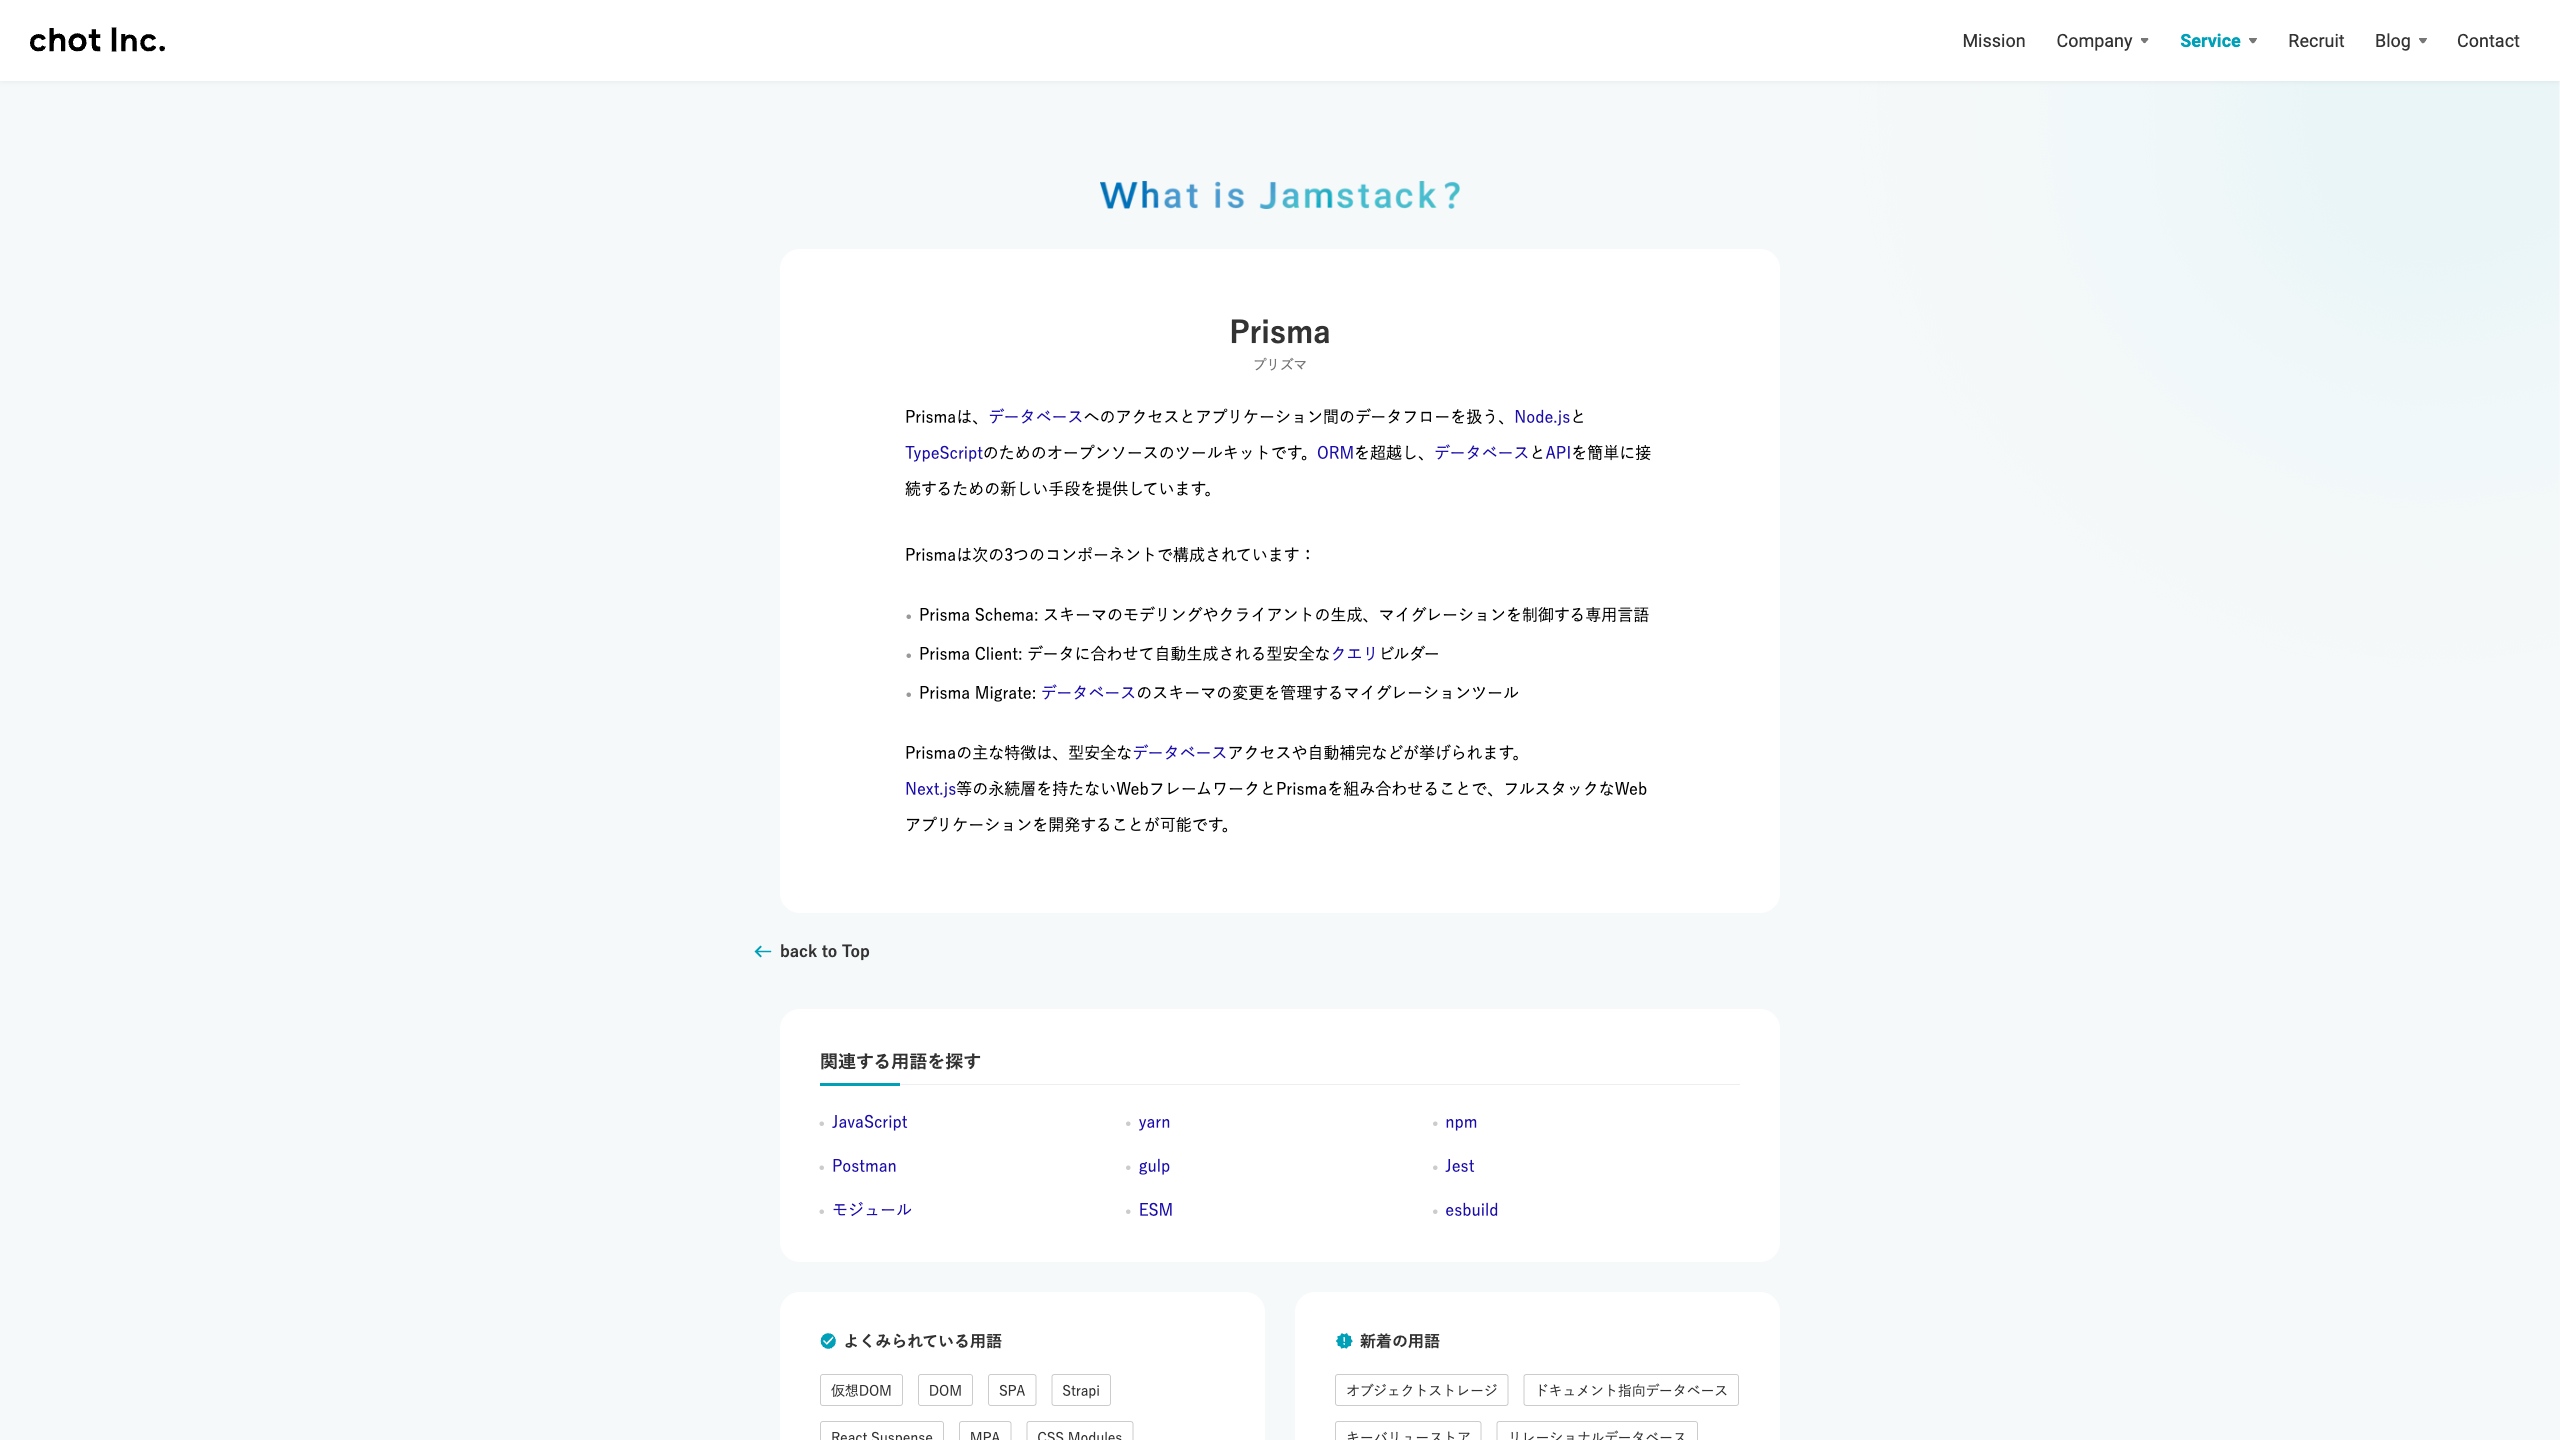 chot Inc.
Mission Company Service Recruit Blog Contact
What is Jamstack?
Prisma
プリズマ
Prismaは、データベースへのアクセスとアプリケーション間のデータフローを扱う、Node.jsと
TypeScriptのためのオープンソースのツールキットです。ORMを超越し、データベースとAPIを簡単に接
続するための新しい手段を提供しています。
Prismaは次の3つのコンポーネントで構成されています：
Prisma Schema: スキーマのモデリングやクライアントの生成、マイグレーションを制御する専用言語
Prisma Client: データに合わせて自動生成される型安全なクエリビルダー
Prisma Migrate: データベースのスキーマの変更を管理するマイグレーションツール
Prismaの主な特徴は、型安全なデータベースアクセスや自動補完などが挙げられます。
Next.js等の永続層を持たないWebフレームワークとPrismaを組み合わせることで、フルスタックなWeb
アプリケーションを開発することが可能です。
← back to Top
関連する用語を探す
JavaScript yarn npm
Postman gulp Jest
モジュール ESM esbuild
よくみられている用語
仮想DOM DOM SPA Strapi
React Suspense MPA CSS Modules
新着の用語
オブジェクトストレージ ドキュメント指向データベース
キーバリューストア リレーショナルデータベース